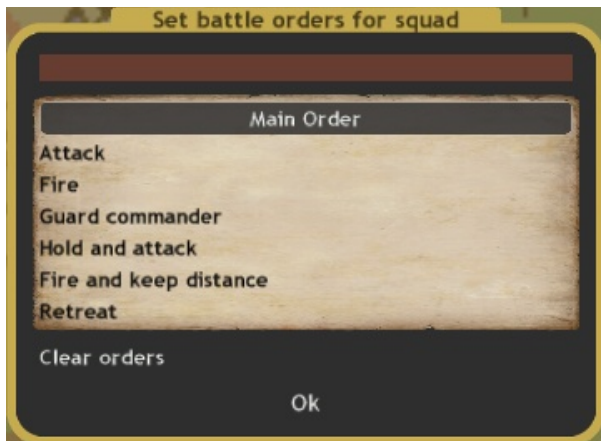 Set battle orders for squad
Main Order
Attack
Fire
Guard commander
Hold and attack
Fire and keep distance
Retreat
Clear orders
Ok